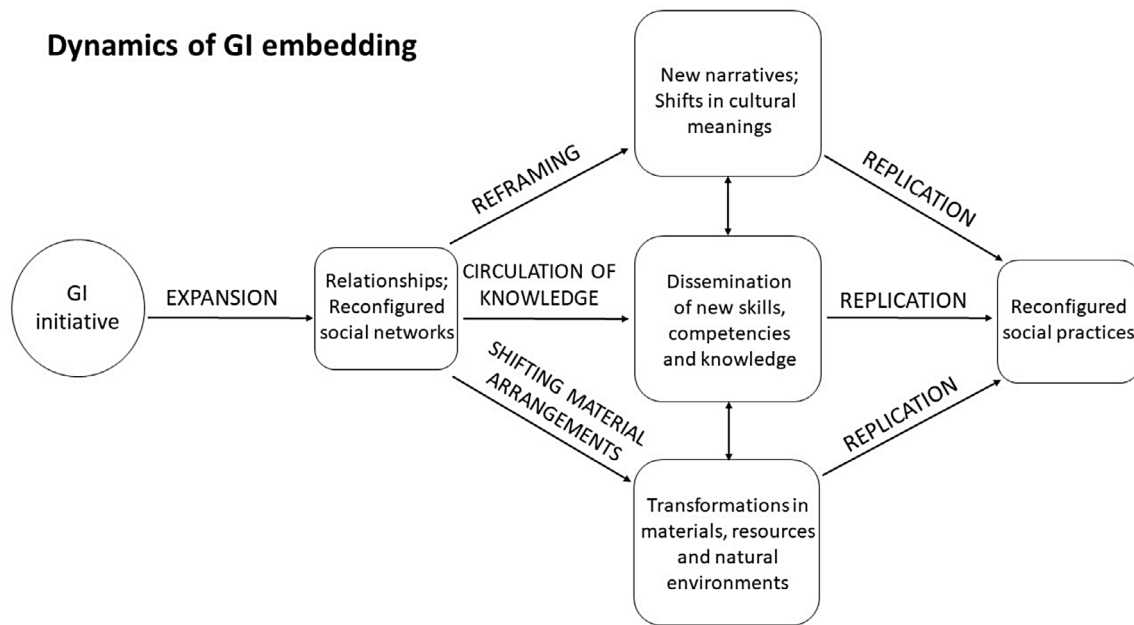 Dynamics of GI embedding
New narratives;
Shifts in cultural
meanings
REFRAMING
REPLICATION
GI
initiative
EXPANSION
Relationships;
Reconfigured
social networks
CIRCULATION OF
KNOWLEDGE
Dissemination
of new skills,
competencies
and knowledge
REPLICATION
Reconfigured
social practices
SHIFTING MATERIAL
ARRANGEMENTS
REPLICATION
Transformations in
materials, resources
and natural
environments